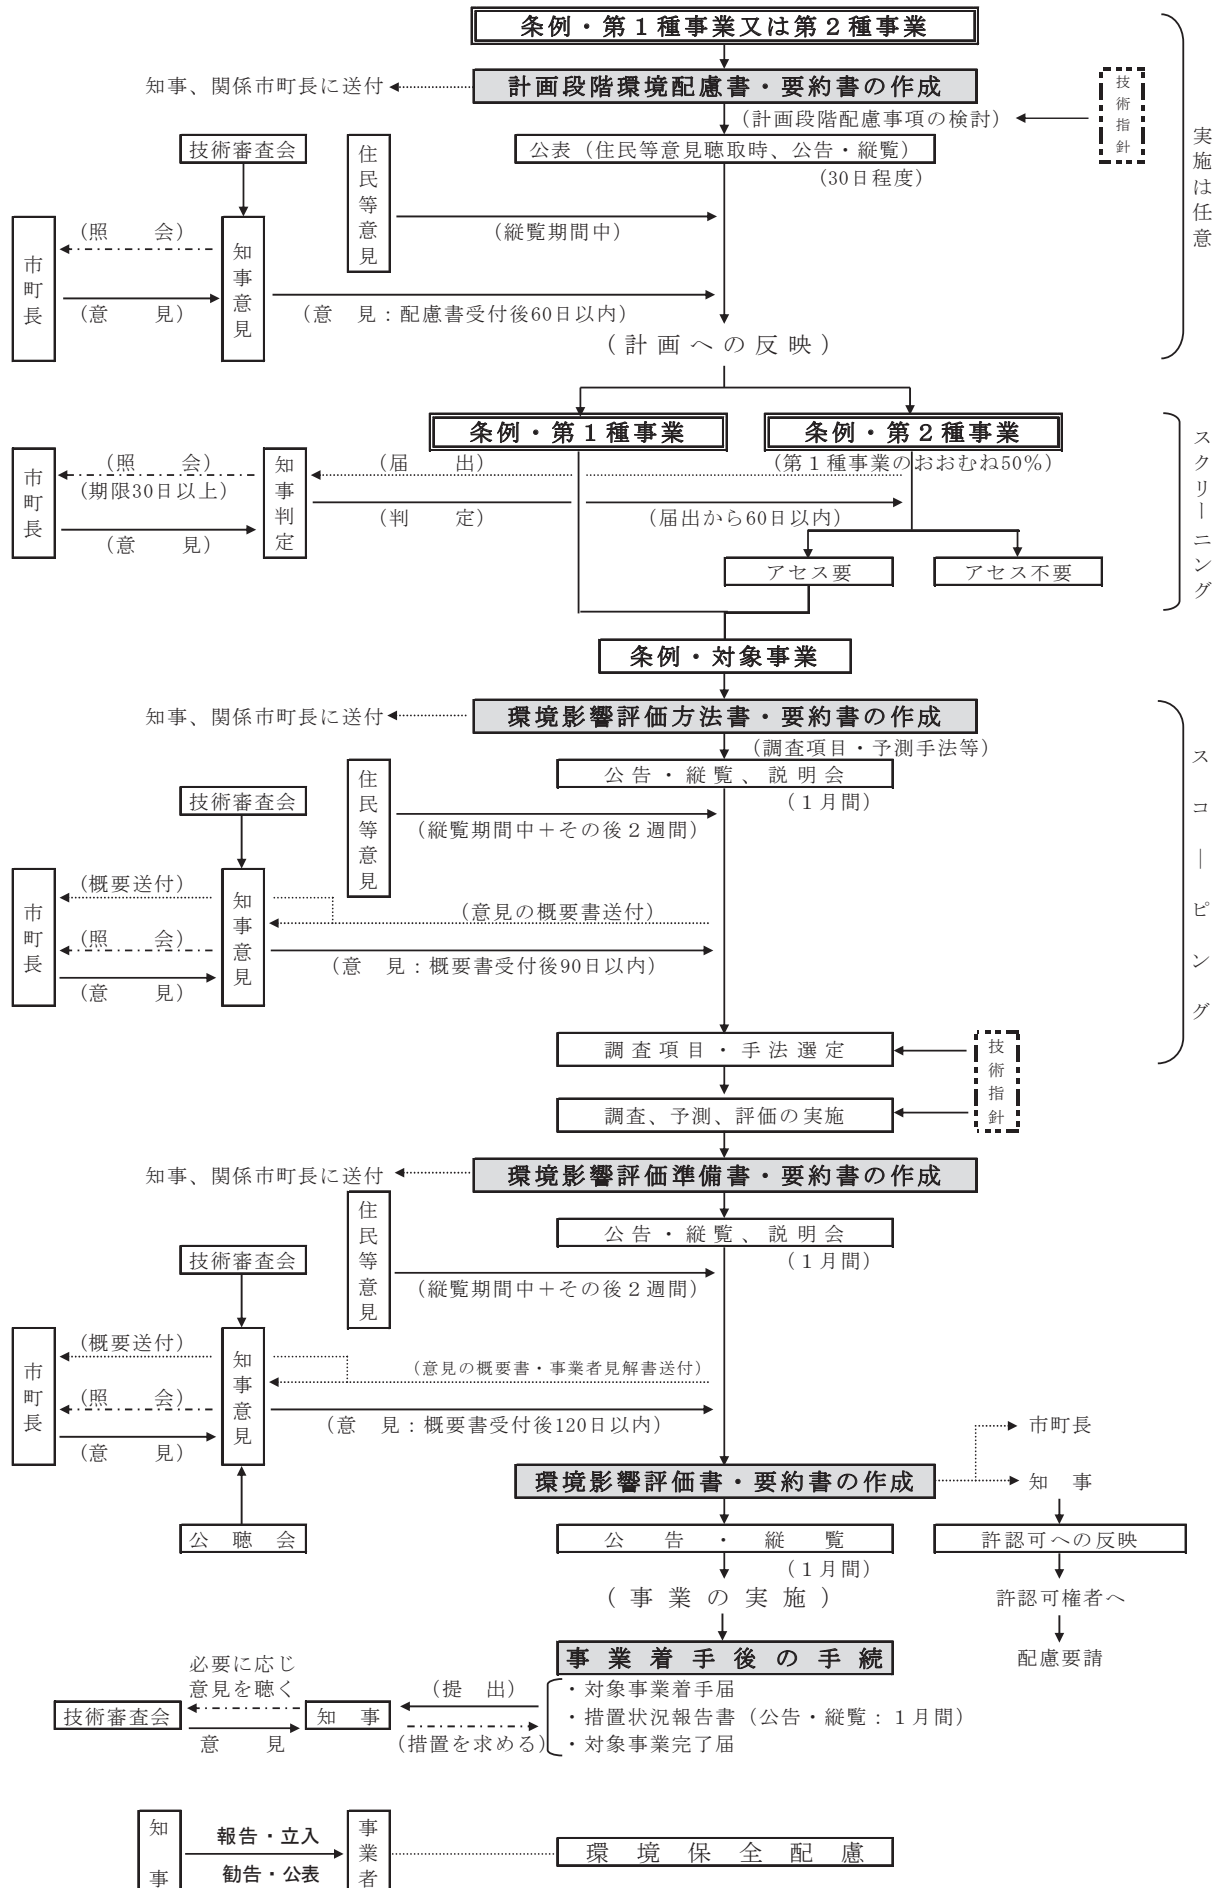 条例・第１種事業又は第２種事業
知事、関係市町長に送付
計画段階環境配慮書・要約書の作成
技術指針
(計画段階配慮事項の検討)
技術審査会
住民等意見
公表（住民等意見聴取時、公告・縦覧）
(30日程度)
実施は任意
(縦覧期間中)
市町長
(照　　会)
知事意見
(意　　見)
(意　見：配慮書受付後60日以内)
(計画への反映)
条例・第１種事業
条例・第２種事業
市町長
(照　　会)
(期限30日以上)
(意　　見)
知事判定
(届　　出)
(第１種事業のおおむね50%)
(判　　定)
(届出から60日以内)
アセス要
アセス不要
スクリーニング
条例・対象事業
知事、関係市町長に送付
環境影響評価方法書・要約書の作成
(調査項目・予測手法等)
公告・縦覧、説明会
(１月間)
技術審査会
住民等意見
(縦覧期間中＋その後２週間)
市町長
(概要送付)
知事意見
(意見の概要書送付)
(照　　会)
(意　見：概要書受付後90日以内)
(意　　見)
スコーピング
調査項目・手法選定
技術指針
調査、予測、評価の実施
知事、関係市町長に送付
環境影響評価準備書・要約書の作成
住民等意見
公告・縦覧、説明会
(１月間)
技術審査会
(縦覧期間中＋その後２週間)
市町長
(概要送付)
知事意見
(意見の概要書・事業者見解書送付)
(照　　会)
(意　見：概要書受付後120日以内)
(意　　見)
市町長
環境影響評価書・要約書の作成
知　事
公　聴　会
公　告　・　縦　覧
(１月間)
許認可への反映
(事業の実施)
許認可権者へ
事業着手後の手続
配慮要請
必要に応じ
意見を聴く
技術審査会
意　　見
知　事
(提　出)
(措置を求める)
・対象事業着手届
・措置状況報告書（公告・縦覧：１月間）
・対象事業完了届
知事
報告・立入
勧告・公表
事業者
環境保全配慮